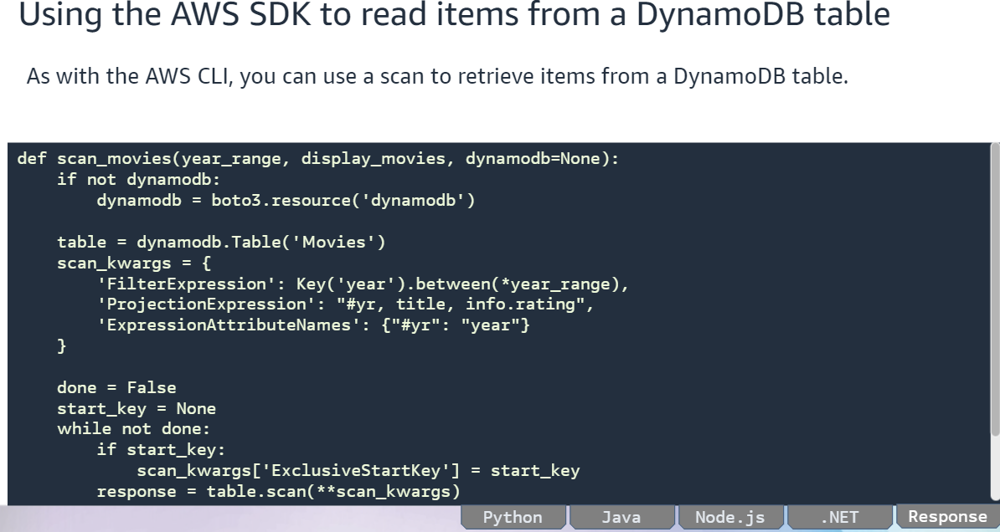 Using the AWS SDK to read items from a DynamoDB table
As with the AWS CLI, you can use a scan to retrieve items from a DynamoDB table.
def scan_movies(year_range, display_movies, dynamodb=None):
    if not dynamodb:
        dynamodb = boto3.resource('dynamodb')
    table = dynamodb.Table('Movies')
    scan_kwargs = {
        'FilterExpression': Key('year').between(*year_range),
        'ProjectionExpression': "#yr, title, info.rating",
        'ExpressionAttributeNames': {"#yr": "year"}
    }
    done = False
    start_key = None
    while not done:
        if start_key:
            scan_kwargs['ExclusiveStartKey'] = start_key
        response = table.scan(**scan_kwargs)
Python Java Node.js .NET Response